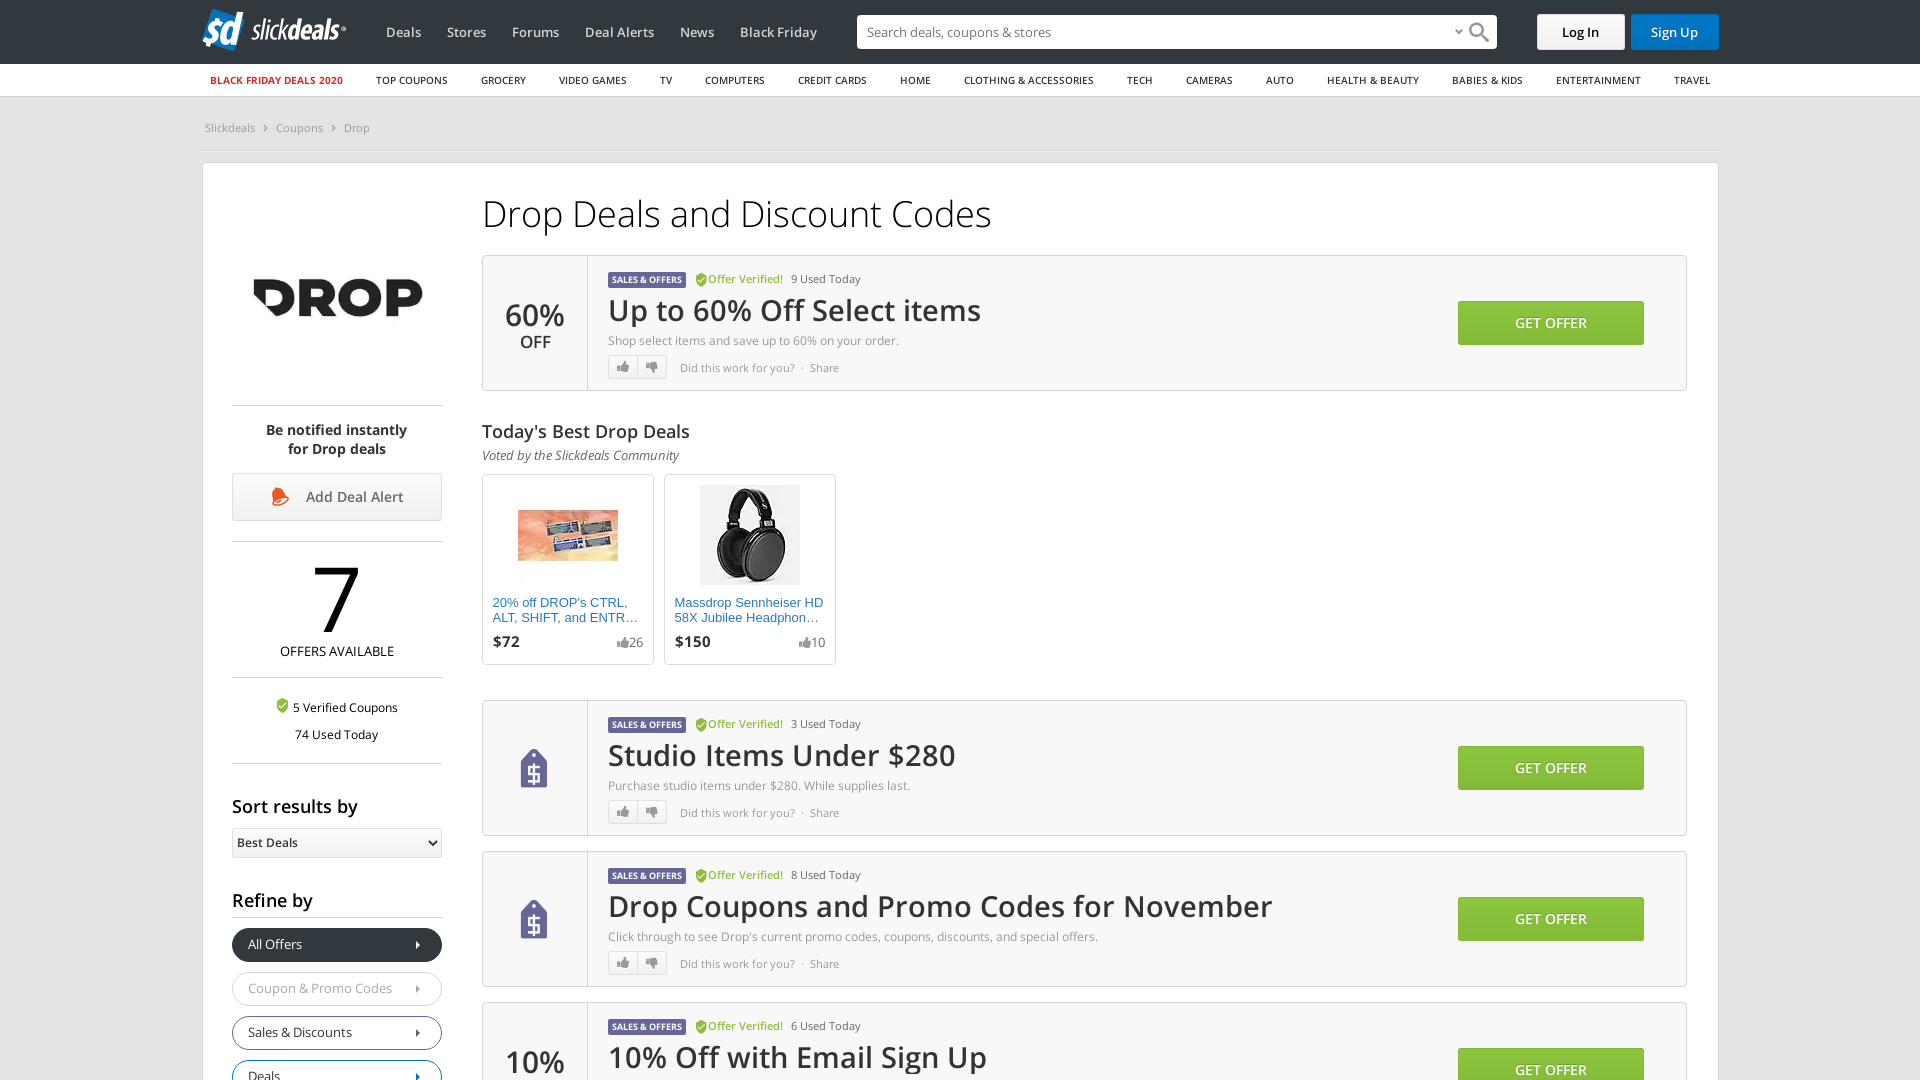 slickdeals
Deals
Stores
Forums
Deal Alerts
News
Black Friday
Search deals, coupons & stores
Log In
Sign Up
BLACK FRIDAY DEALS 2020
TOP COUPONS
GROCERY
VIDEO GAMES
TV
COMPUTERS
CREDIT CARDS
HOME
CLOTHING & ACCESSORIES
TECH
CAMERAS
AUTO
HEALTH & BEAUTY
BABIES & KIDS
ENTERTAINMENT
TRAVEL
Slickdeals > Coupons > Drop
DROP
Be notified instantly
for Drop deals
Add Deal Alert
7
OFFERS AVAILABLE
5 Verified Coupons
74 Used Today
Sort results by
Best Deals
Refine by
All Offers
Coupon & Promo Codes
Sales & Discounts
Deals
Drop Deals and Discount Codes
60%
OFF
SALES & OFFERS Offer Verified! 9 Used Today
Up to 60% Off Select items
Shop select items and save up to 60% on your order.
Did this work for you? · Share
GET OFFER
Today's Best Drop Deals
Voted by the Slickdeals Community
20% off DROP's CTRL,
ALT, SHIFT, and ENTR…
$72 26
Massdrop Sennheiser HD
58X Jubilee Headphon…
$150 10
SALES & OFFERS Offer Verified! 3 Used Today
Studio Items Under $280
Purchase studio items under $280. While supplies last.
Did this work for you? · Share
GET OFFER
SALES & OFFERS Offer Verified! 8 Used Today
Drop Coupons and Promo Codes for November
Click through to see Drop's current promo codes, coupons, discounts, and special offers.
Did this work for you? · Share
GET OFFER
10%
SALES & OFFERS Offer Verified! 6 Used Today
10% Off with Email Sign Up
GET OFFER